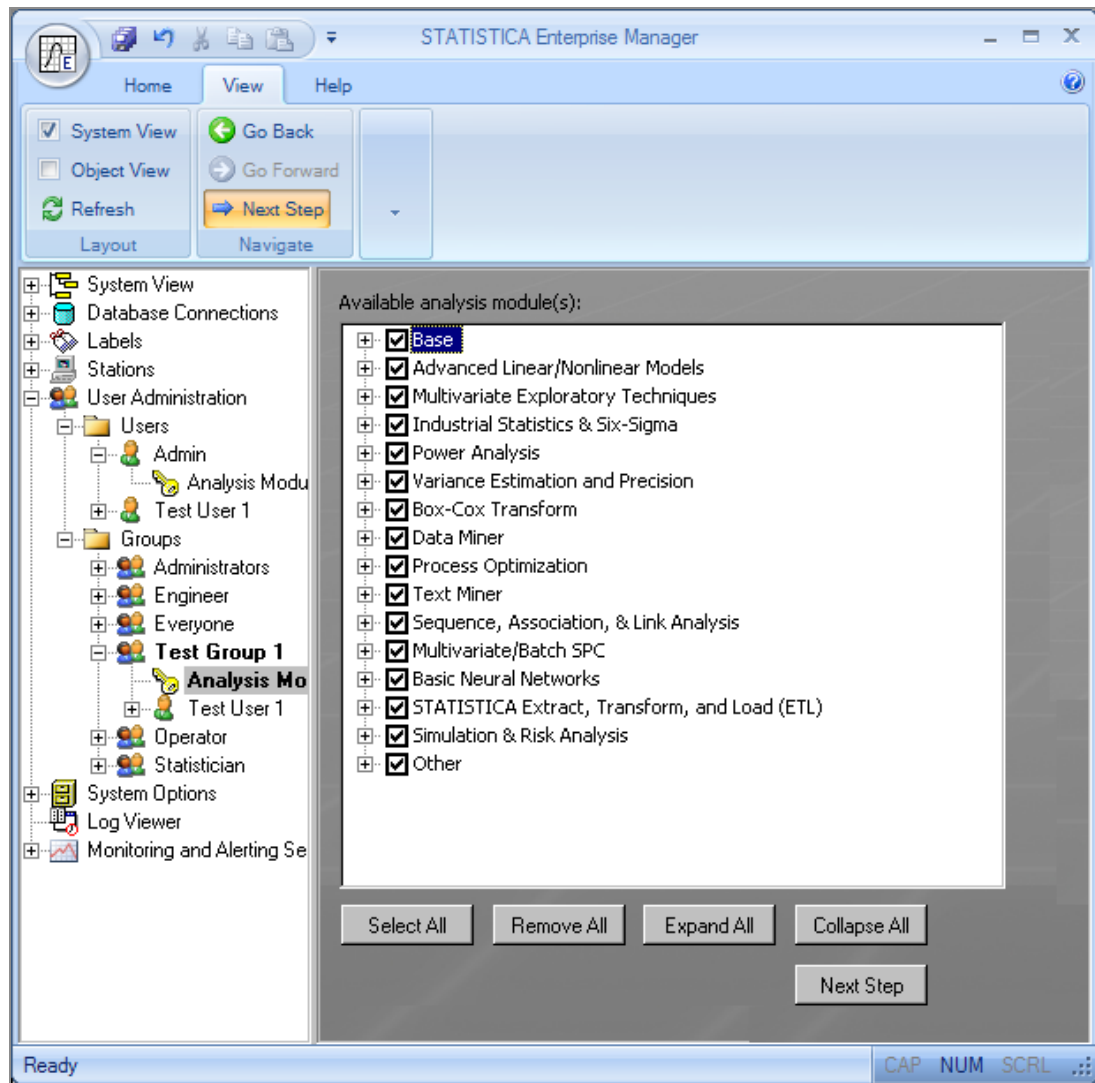 E
STATISTICA Enterprise Manager
Home View Help
System View
Object View
Refresh
Layout
Go Back
Go Forward
Next Step
Navigate
System View
Database Connections
Labels
Stations
User Administration
Users
Admin
Analysis Modu
Test User 1
Groups
Administrators
Engineer
Everyone
Test Group 1
Analysis Mo
Test User 1
Operator
Statistician
System Options
Log Viewer
Monitoring and Alerting Se
Available analysis module(s):
Base
Advanced Linear/Nonlinear Models
Multivariate Exploratory Techniques
Industrial Statistics & Six-Sigma
Power Analysis
Variance Estimation and Precision
Box-Cox Transform
Data Miner
Process Optimization
Text Miner
Sequence, Association, & Link Analysis
Multivariate/Batch SPC
Basic Neural Networks
STATISTICA Extract, Transform, and Load (ETL)
Simulation & Risk Analysis
Other
Select All Remove All Expand All Collapse All
Next Step
Ready CAP NUM SCRL